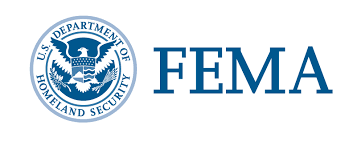 U.S. DEPARTMENT OF
HOMELAND SECURITY
FEMA